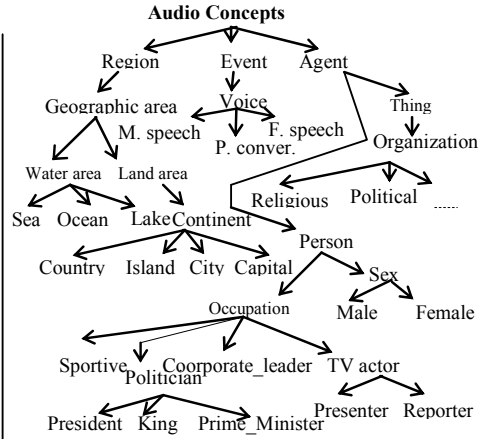 Audio Concepts
Region Event Agent
Geographic area Voice Thing
M. speech F. speech
P. conver. Organization
Water area Land area
Religious Political ......
Sea Ocean Lake Continent
Person
Country Island City Capital Sex
Occupation Male Female
Sportive Coorporate_leader TV actor
Politician
Presenter Reporter
President King Prime_Minister